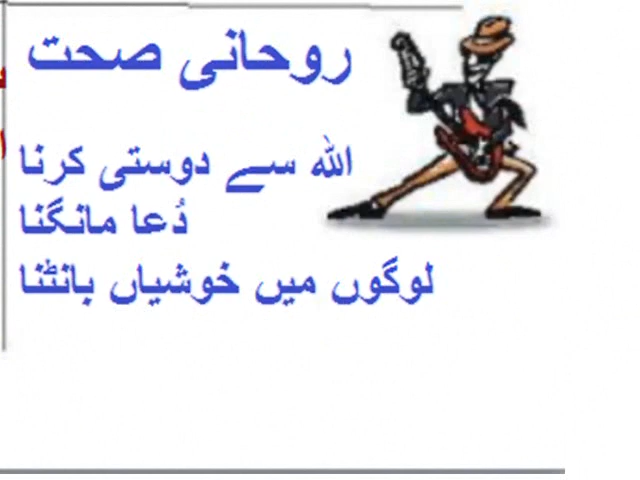 روحانی صحت
اللہ سے دوستی کرنا
دُعا مانگنا
لوگوں میں خوشیاں بانٹنا